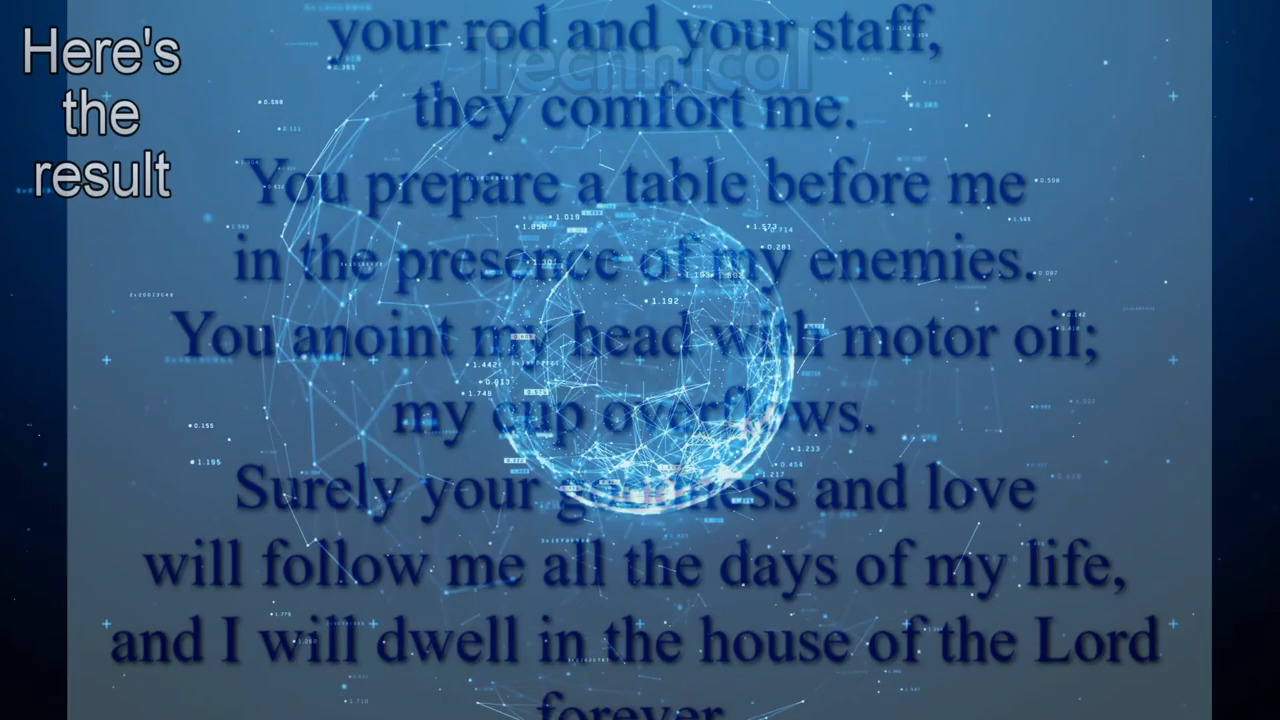 Here's
the
result
Technical
your rod and your staff,
they comfort me.
You prepare a table before me
in the presence of my enemies.
You anoint my head with motor oil;
my cup overflows.
Surely your goodness and love
will follow me all the days of my life,
and I will dwell in the house of the Lord
forever